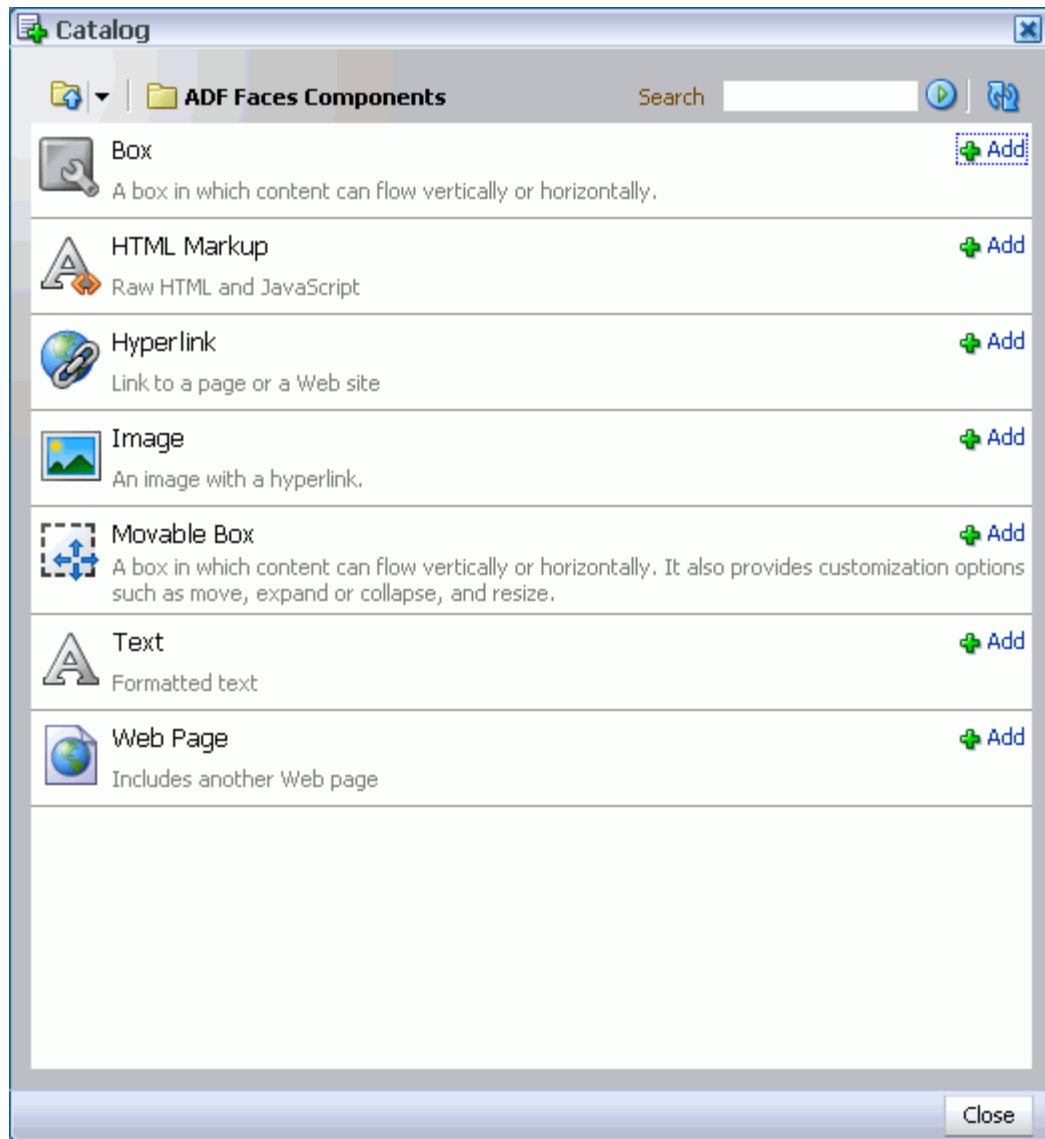 Catalog
ADF Faces Components Search
Box Add
A box in which content can flow vertically or horizontally.
HTML Markup Add
Raw HTML and JavaScript
Hyperlink Add
Link to a page or a Web site
Image Add
An image with a hyperlink.
Movable Box Add
A box in which content can flow vertically or horizontally. It also provides customization options
such as move, expand or collapse, and resize.
Text Add
Formatted text
Web Page Add
Includes another Web page
Close